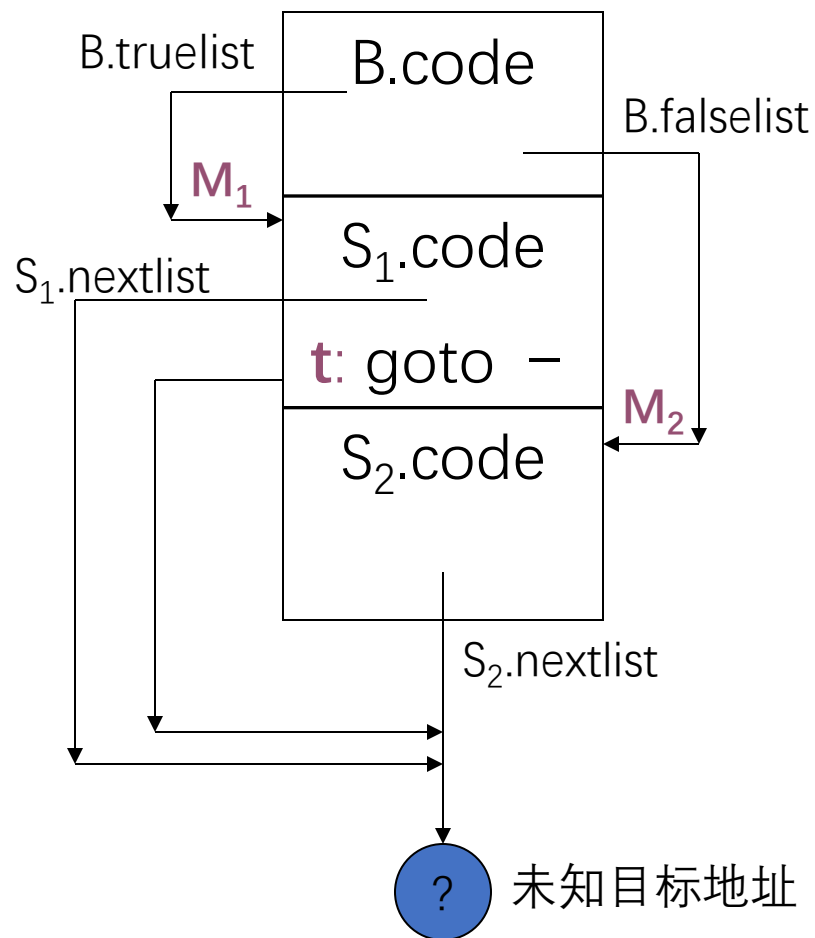 B.truelist
B.code
B.falselist
M₁
S₁.code
S₁.nextlist
t: goto –
M₂
S₂.code
S₂.nextlist
? 未知目标地址